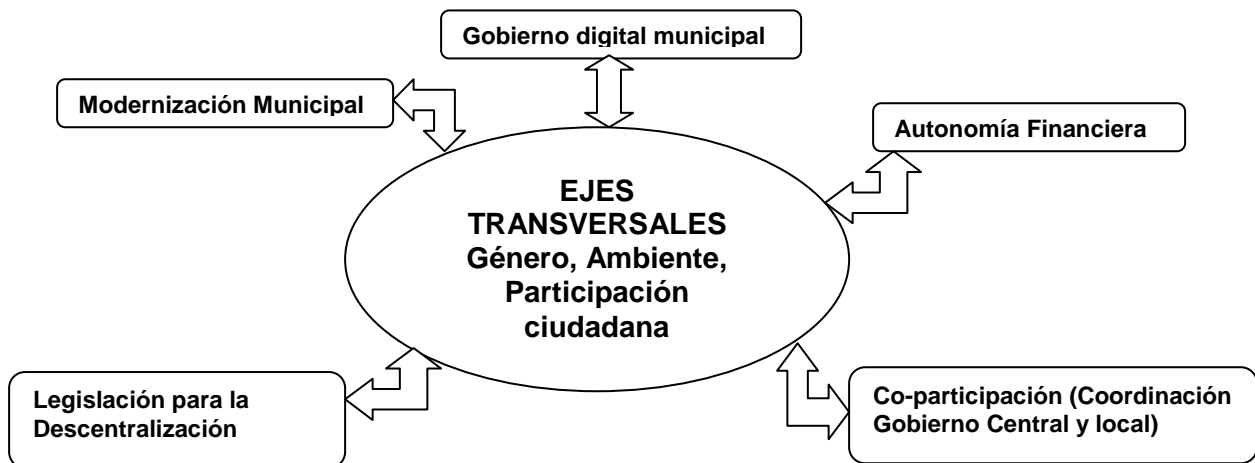 Gobierno digital municipal
Modernización Municipal
Autonomía Financiera
EJES
TRANSVERSALES
Género, Ambiente,
Participación
ciudadana
Legislación para la
Descentralización
Co-participación (Coordinación
Gobierno Central y local)